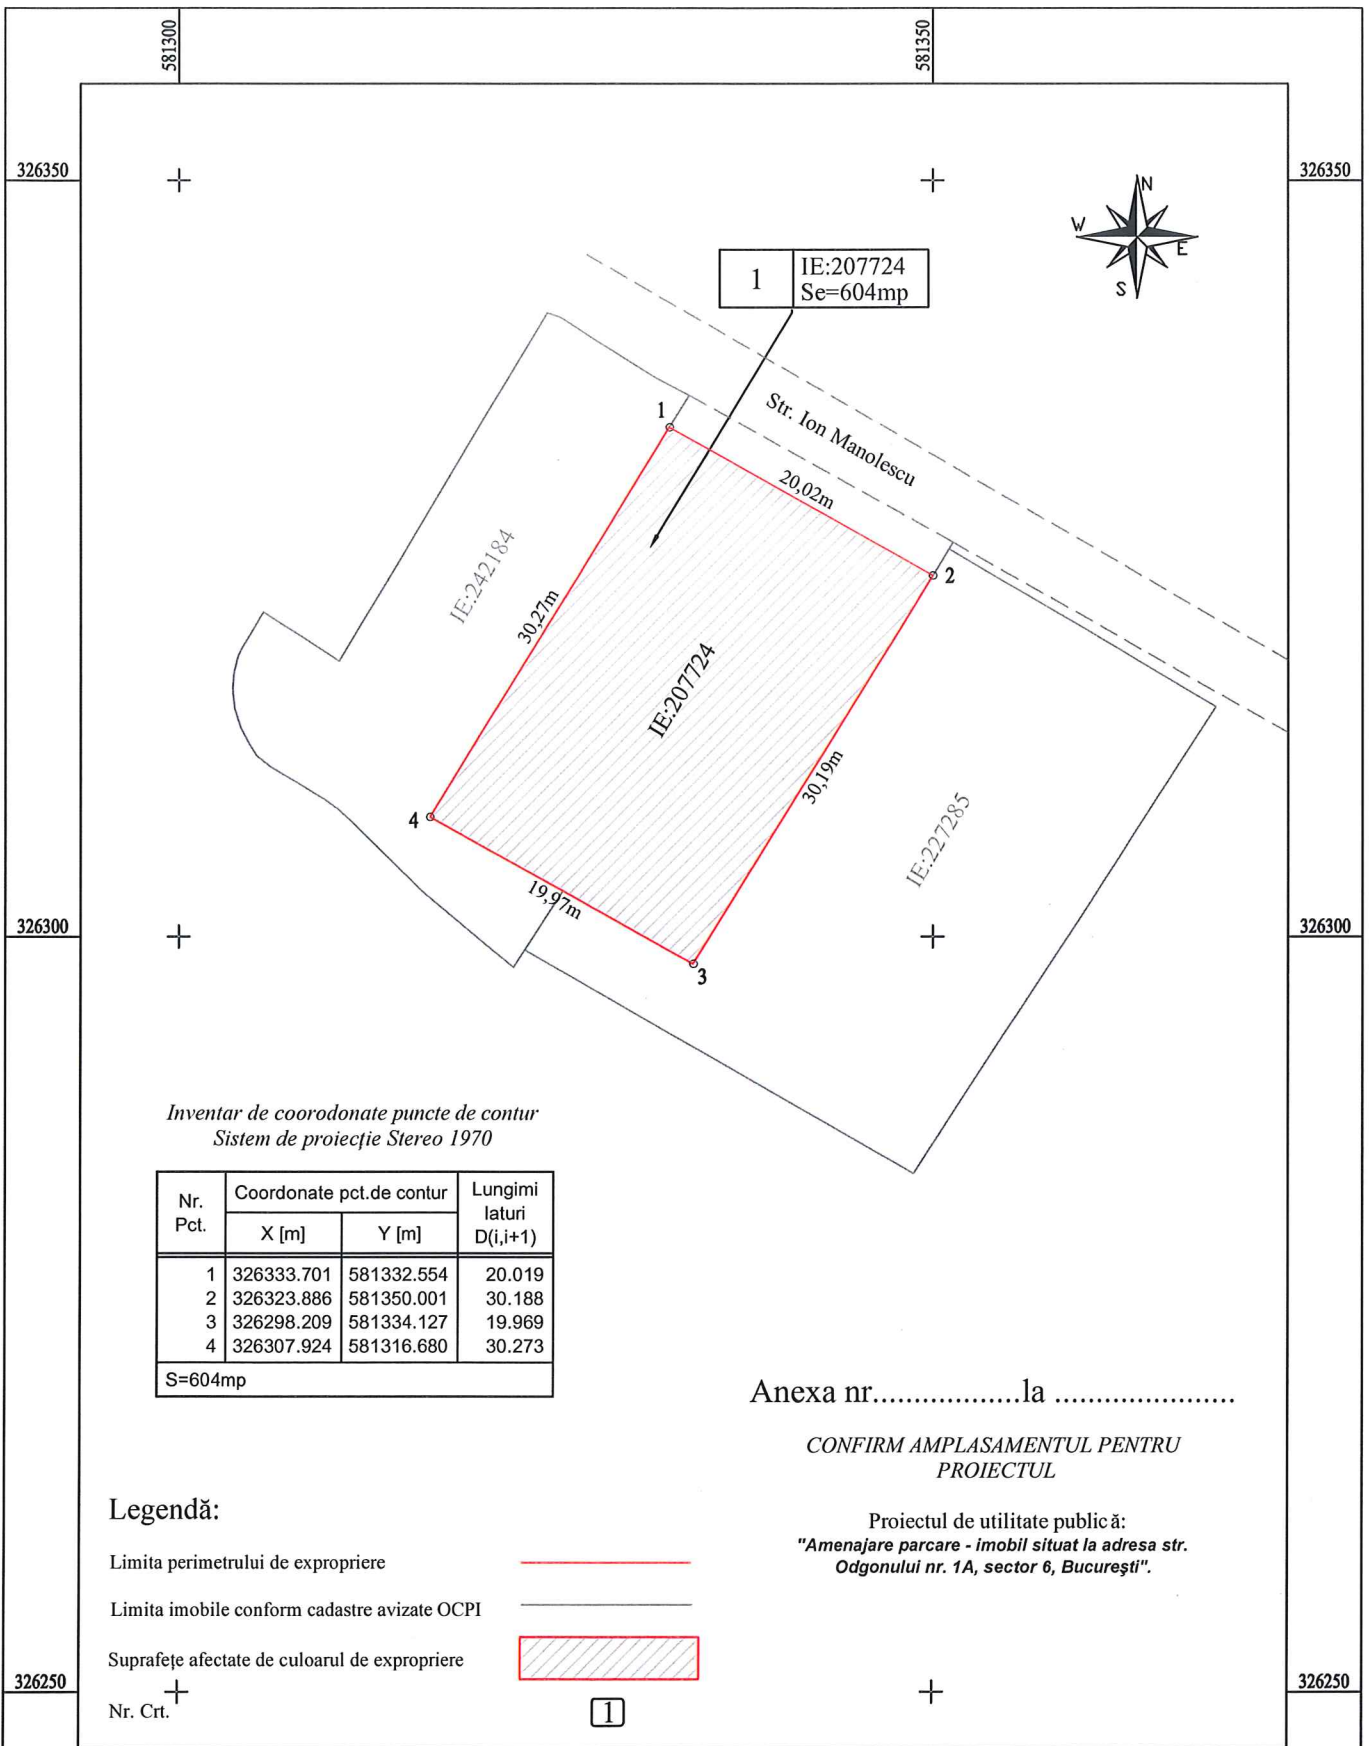 581300
581350
326350
326350
N
W
E
S
1
IE:207724
Se=604mp
Str. Ion Manolescu
1
20,02m
2
IE:242184
30,27m
IE:207724
30,19m
4
IE:227285
19,97m
326300
326300
3
Inventar de coorodonate puncte de contur
Sistem de proiecție Stereo 1970
Nr. Pct.
Coordonate pct.de contur
Lungimi laturi D(i,i+1)
X [m]
Y [m]
1 326333.701 581332.554 20.019
2 326323.886 581350.001 30.188
3 326298.209 581334.127 19.969
4 326307.924 581316.680 30.273
S=604mp
Anexa nr..................la ......................
CONFIRM AMPLASAMENTUL PENTRU
PROIECTUL
Proiectul de utilitate publică:
"Amenajare parcare - imobil situat la adresa str.
Odgonului nr. 1A, sector 6, București".
Legendă:
Limita perimetrului de expropriere
Limita imobile conform cadastre avizate OCPI
Suprafețe afectate de culoarul de expropriere
326250
326250
Nr. Crt.
1